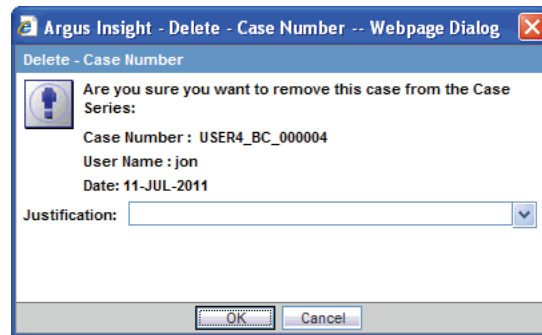 Argus Insight - Delete - Case Number -- Webpage Dialog
Delete - Case Number
Are you sure you want to remove this case from the Case
Series:
Case Number : USER4_BC_000004
User Name : jon
Date: 11-JUL-2011
Justification:
OK Cancel